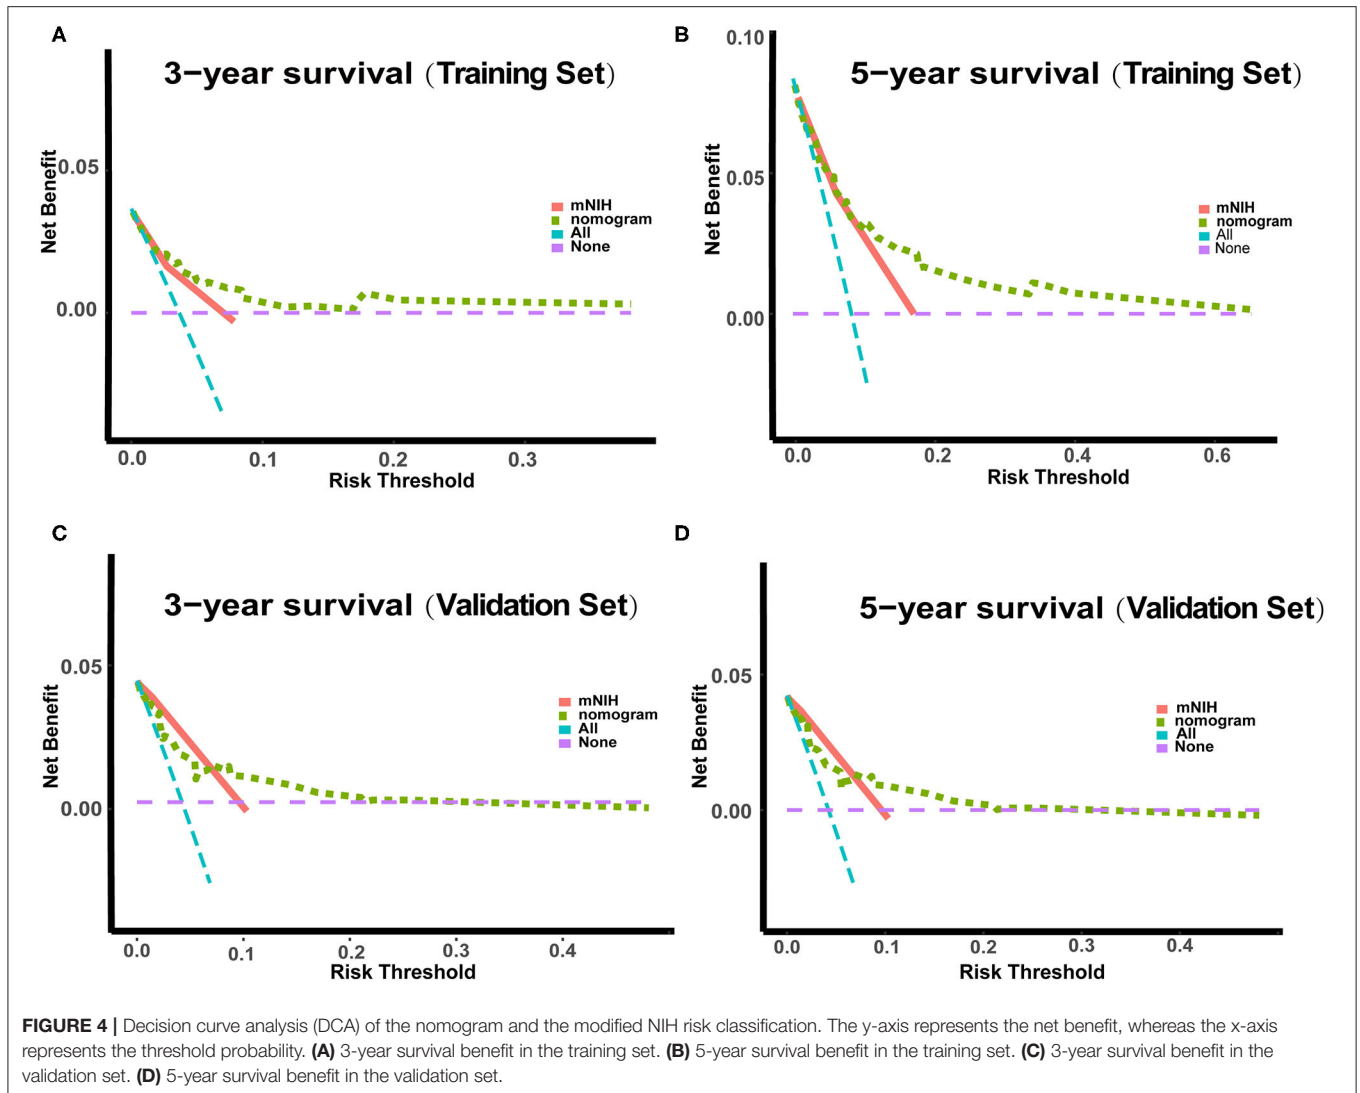 A
3−year survival (Training Set)
Net Benefit
0.05
0.00
mNIH
nomogram
All
None
0.0
0.1
0.2
0.3
Risk Threshold
B
5−year survival (Training Set)
Net Benefit
0.10
0.05
0.00
mNIH
nomogram
All
None
0.0
0.2
0.4
0.6
Risk Threshold
C
3−year survival (Validation Set)
Net Benefit
0.05
0.00
mNIH
nomogram
All
None
0.0
0.1
0.2
0.3
0.4
Risk Threshold
D
5−year survival (Validation Set)
Net Benefit
0.05
0.00
mNIH
nomogram
All
None
0.0
0.1
0.2
0.3
0.4
Risk Threshold
FIGURE 4 | Decision curve analysis (DCA) of the nomogram and the modified NIH risk classification. The y-axis represents the net benefit, whereas the x-axis
represents the threshold probability. (A) 3-year survival benefit in the training set. (B) 5-year survival benefit in the training set. (C) 3-year survival benefit in the
validation set. (D) 5-year survival benefit in the validation set.